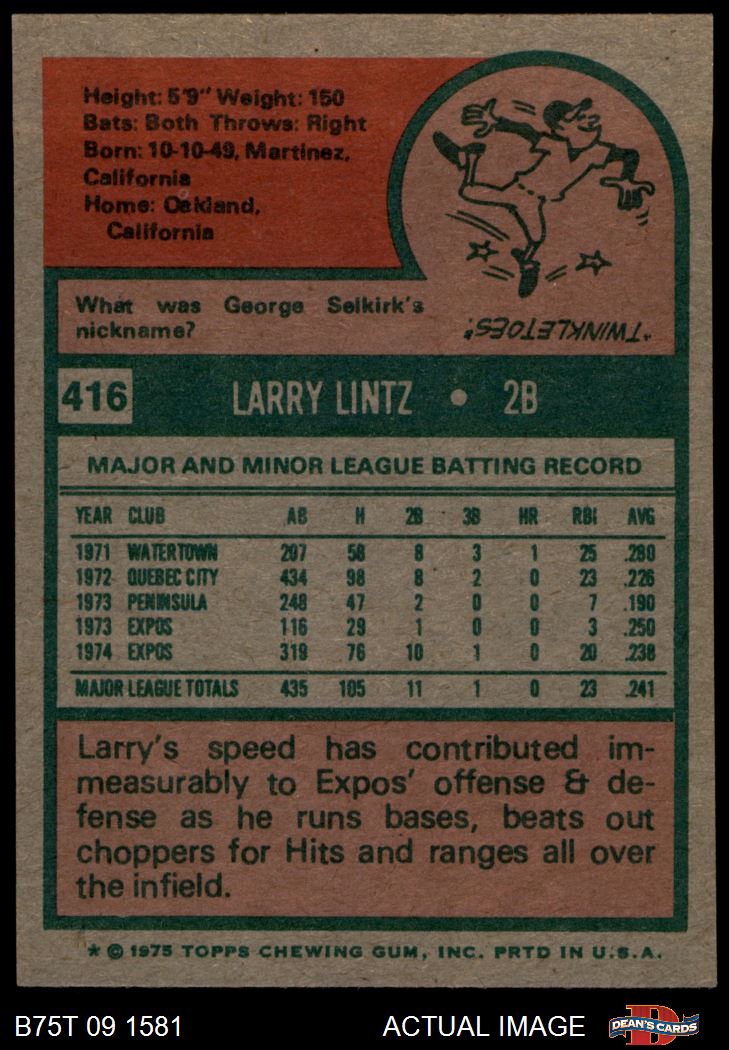 Height: 5'9" Weight: 150
Bats: Both Throws: Right
Born: 10-10-49, Martinez,
California
Home: Oakland,
California
What was George Selkirk's
nickname?
"TWINKLETOES."
416 LARRY LINTZ • 2B
MAJOR AND MINOR LEAGUE BATTING RECORD
YEAR CLUB AB H 2B 3B HR RBI AVG
1971 WATERTOWN 207 58 8 3 1 25 .280
1972 QUEBEC CITY 434 98 8 2 0 23 .226
1973 PENINSULA 248 47 2 0 0 7 .190
1973 EXPOS 116 29 1 0 0 3 .250
1974 EXPOS 319 76 10 1 0 20 .238
MAJOR LEAGUE TOTALS 435 105 11 1 0 23 .241
Larry's speed has contributed im-
measurably to Expos' offense & de-
fense as he runs bases, beats out
choppers for Hits and ranges all over
the infield.
* © 1975 TOPPS CHEWING GUM, INC. PRTD IN U.S.A.
B75T 09 1581 ACTUAL IMAGE D DEAN'S CARDS